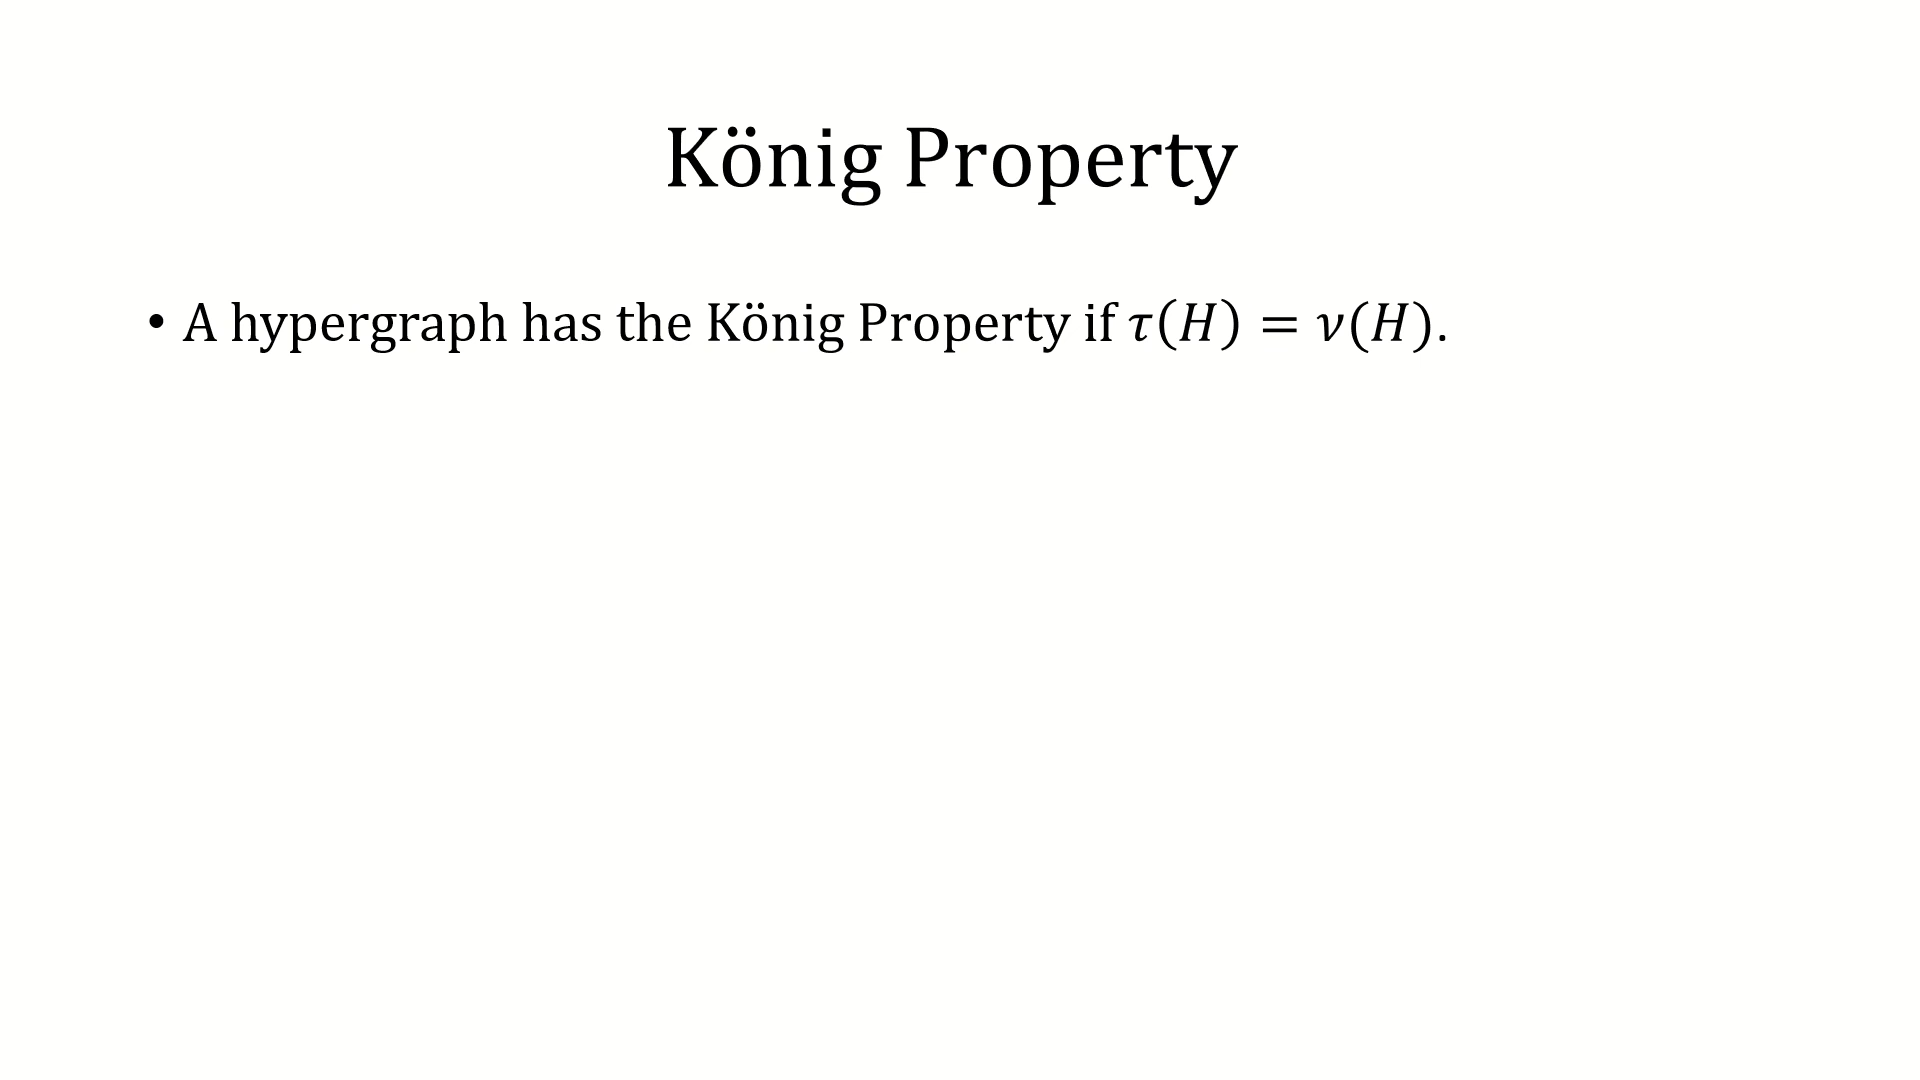 König Property
• A hypergraph has the König Property if 𝜏(𝐻) = 𝜈(𝐻).